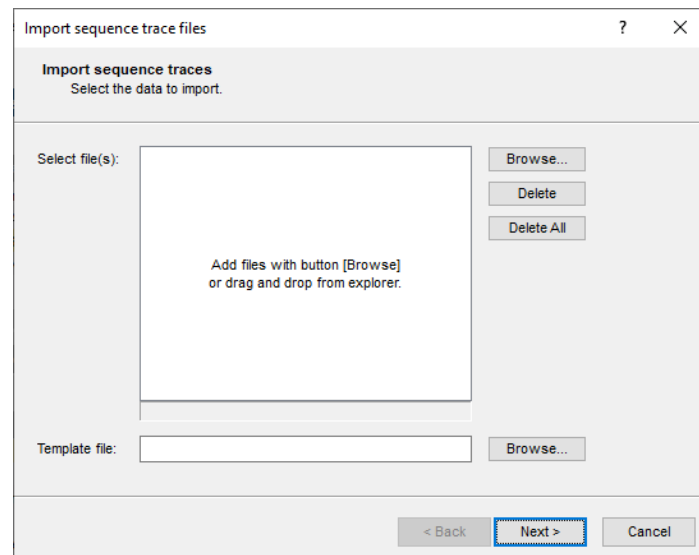 Import sequence trace files
?
Import sequence traces
Select the data to import.
Select file(s):
Browse...
Delete
Delete All
Add files with button [Browse]
or drag and drop from explorer.
Template file:
Browse...
< Back
Next >
Cancel